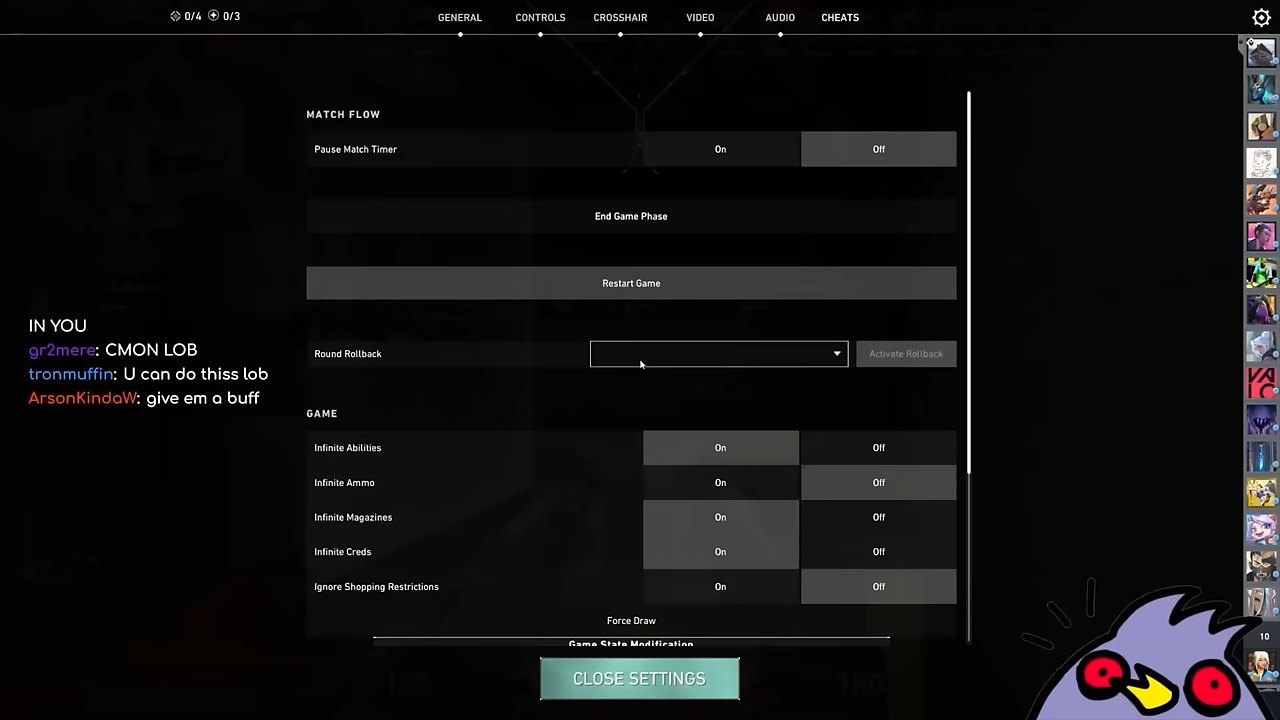 0/4 0/3
GENERAL CONTROLS CROSSHAIR VIDEO AUDIO CHEATS
MATCH FLOW
Pause Match Timer On Off
End Game Phase
Restart Game
Round Rollback Activate Rollback
GAME
Infinite Abilities On Off
Infinite Ammo On Off
Infinite Magazines On Off
Infinite Creds On Off
Ignore Shopping Restrictions On Off
Force Draw
Game State Modification
CLOSE SETTINGS
IN YOU
gr2mere: CMON LOB
tronmuffin: U can do thiss lob
ArsonKindaW: give em a buff
10